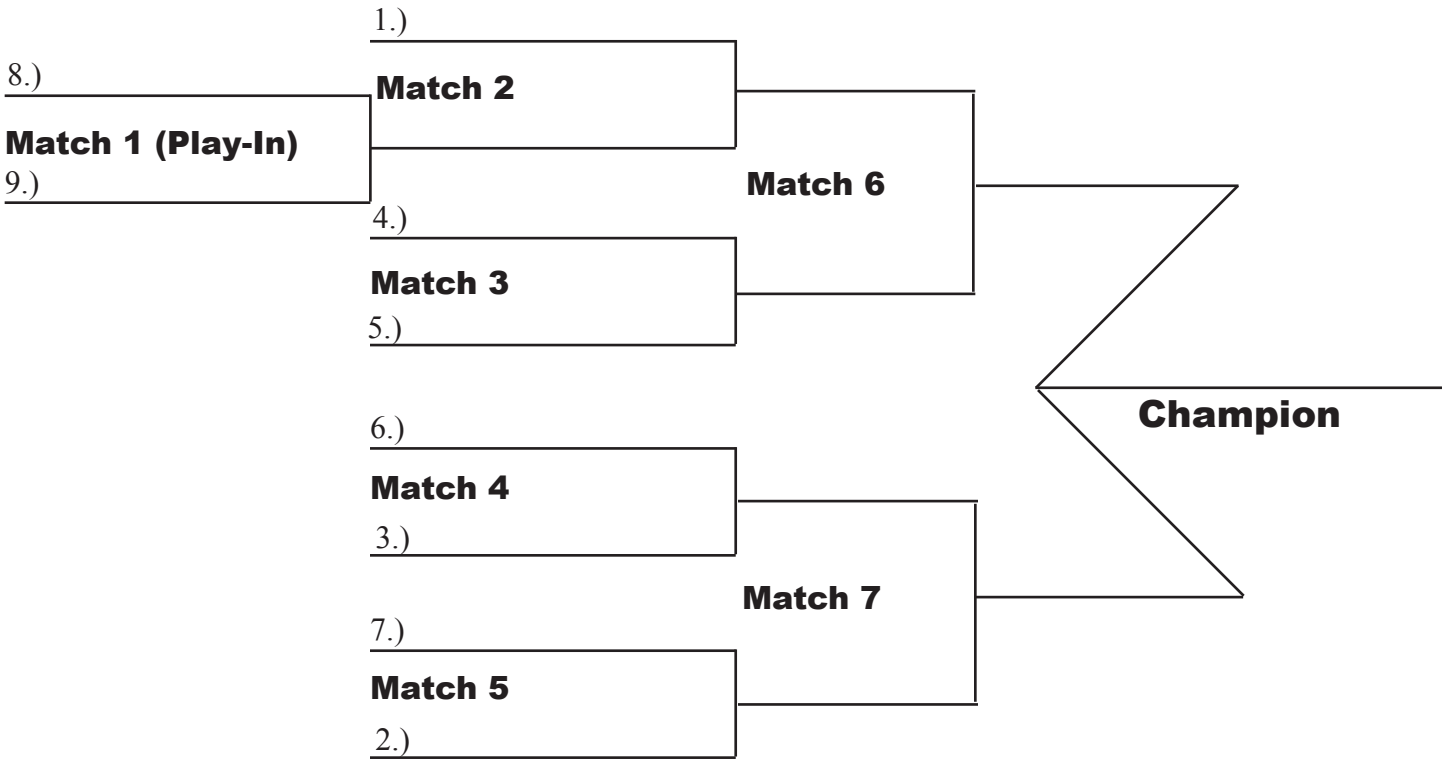 1.)
8.)
Match 2
Match 1 (Play-In)
9.)
Match 6
4.)
Match 3
5.)
Champion
6.)
Match 4
3.)
Match 7
7.)
Match 5
2.)